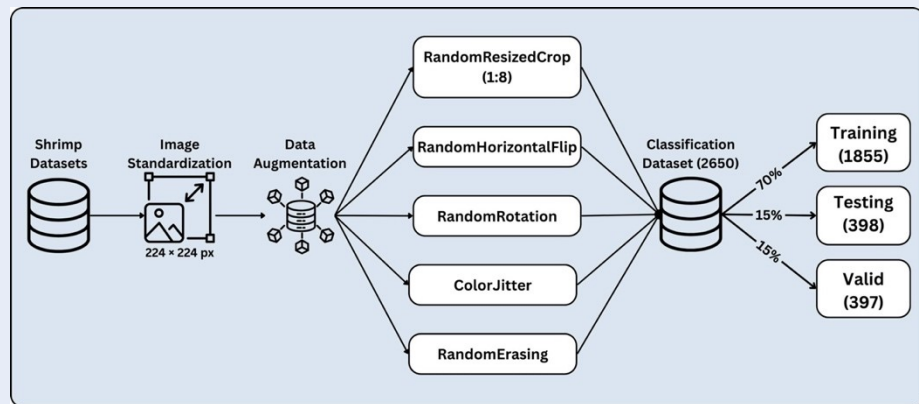 Shrimp
Datasets
Image
Standardization
224 × 224 px
Data
Augmentation
RandomResizedCrop
(1:8)
RandomHorizontalFlip
RandomRotation
ColorJitter
RandomErasing
Classification
Dataset (2650)
70%
15%
15%
Training
(1855)
Testing
(398)
Valid
(397)